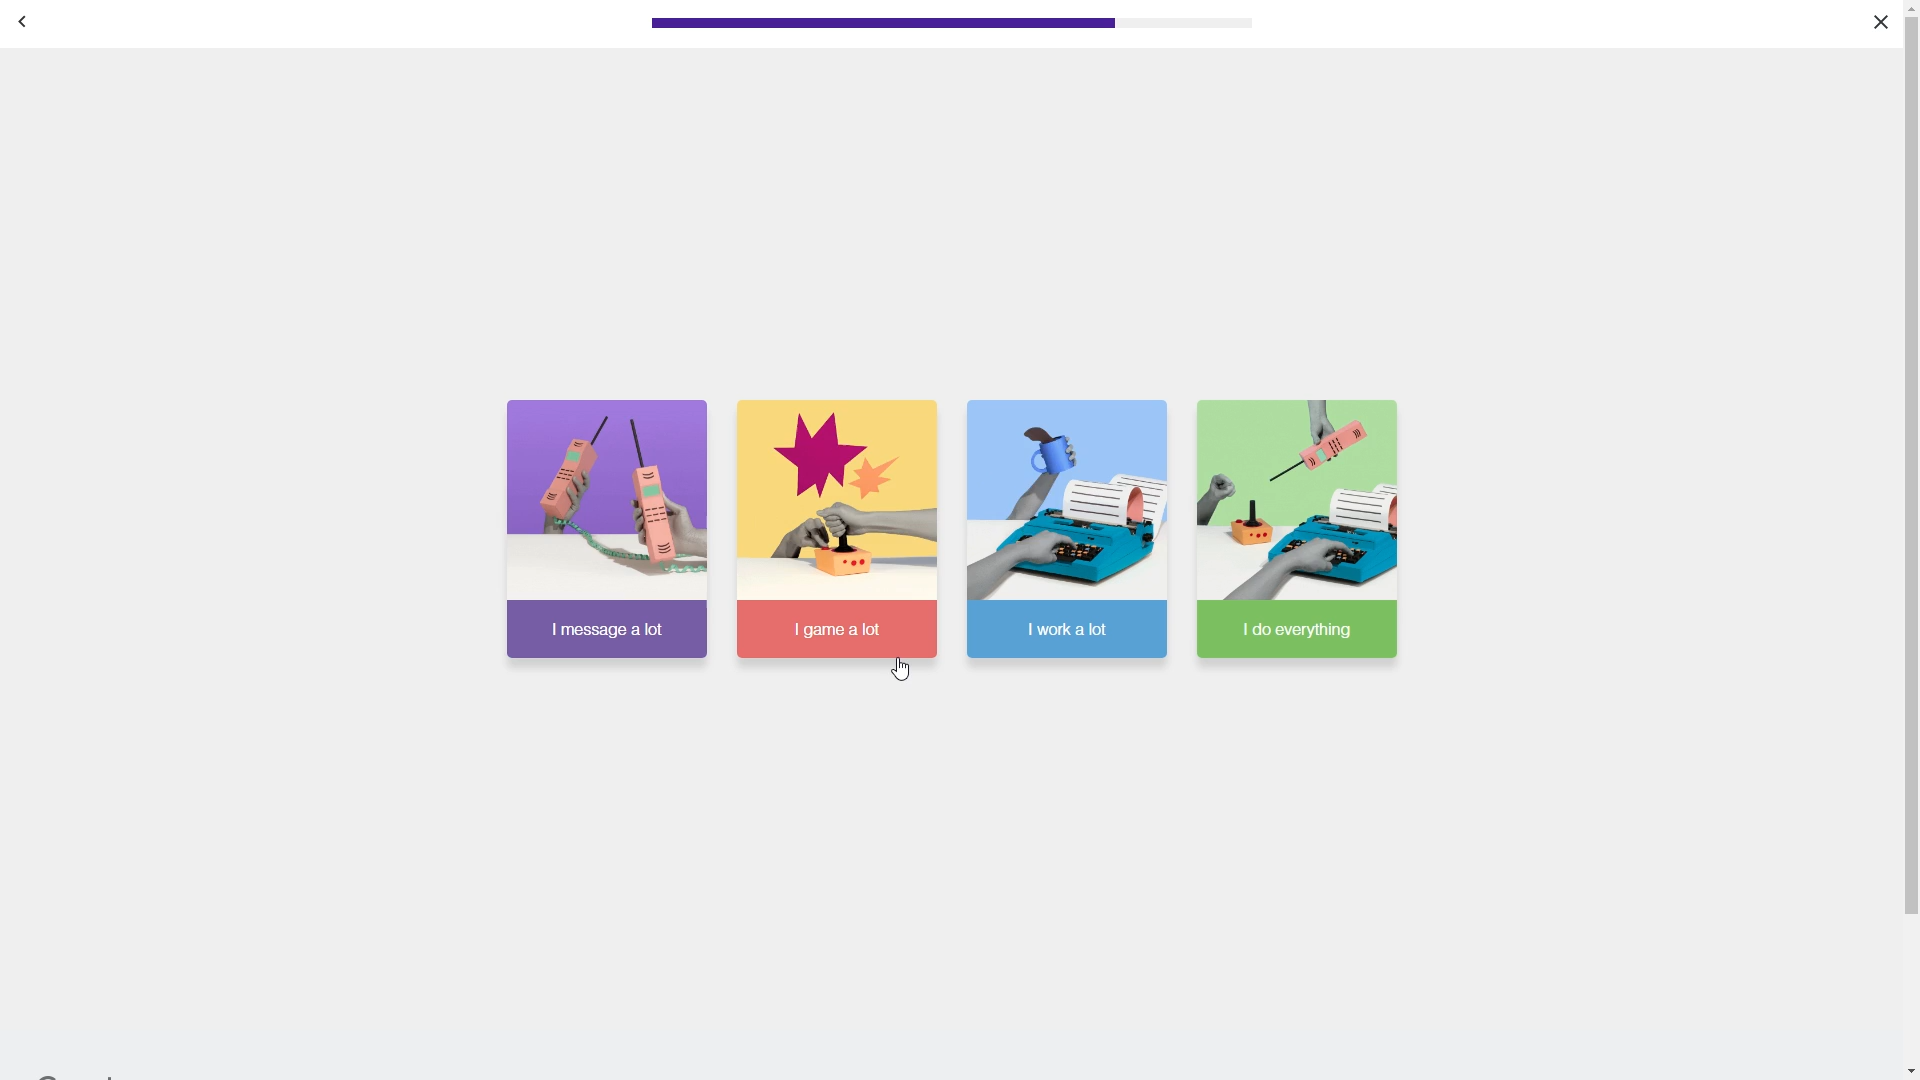 I message a lot
I game a lot
I work a lot
I do everything